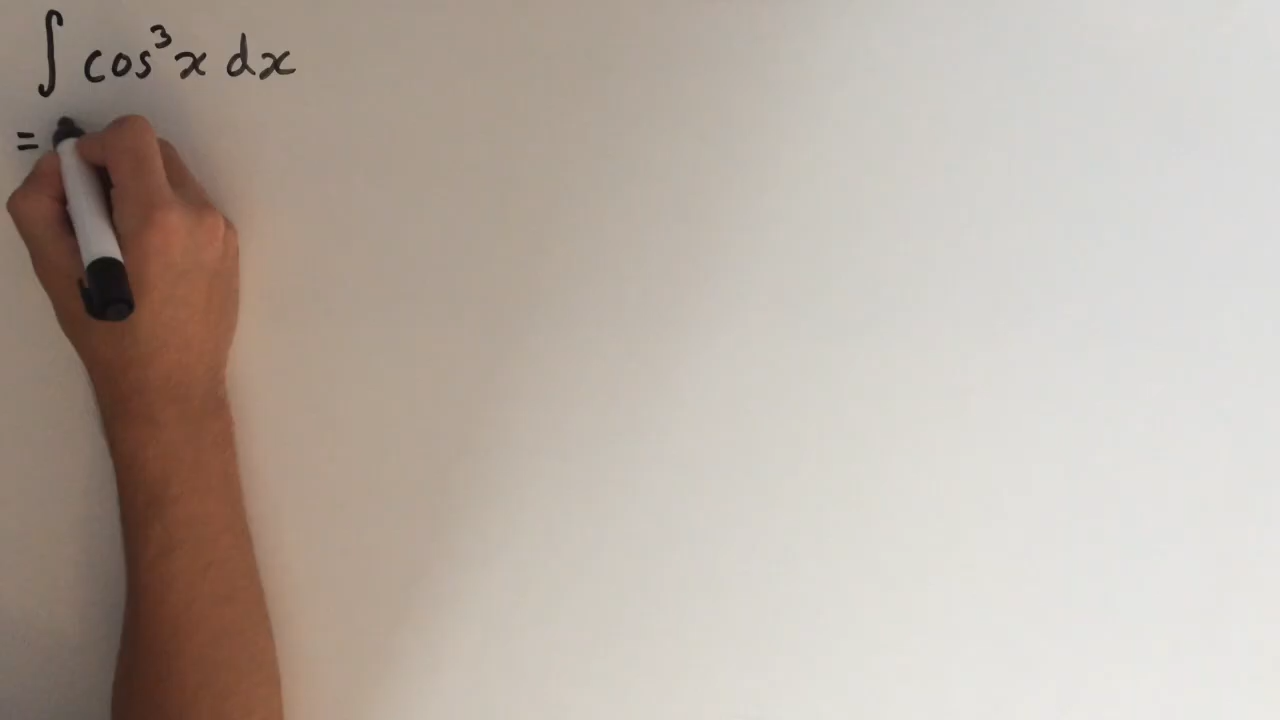 ∫ cos³x dx
=